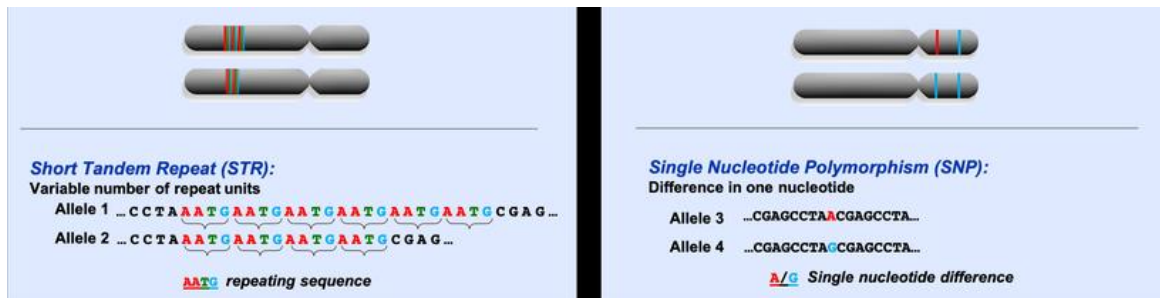 Short Tandem Repeat (STR):
Variable number of repeat units
Allele 1 ...CCTAAATGAATGAATGAATGAATGAATGCGAG...
Allele 2 ...CCTAAATGAATGAATGAATGCGAG...
AATG repeating sequence
Single Nucleotide Polymorphism (SNP):
Difference in one nucleotide
Allele 3 ...CGAGCCTAACGAGCCTA...
Allele 4 ...CGAGCCTAGCGAGCCTA...
A/G Single nucleotide difference